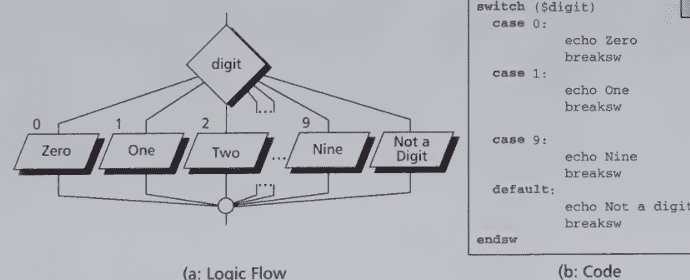 digit
0
1
2
9
Zero
One
Two
...
Nine
Not a
Digit
(a: Logic Flow
switch ($digit)
case 0:
echo Zero
breaksw
case 1:
echo One
breaksw
case 9:
echo Nine
breaksw
default:
echo Not a digit
breaksw
endsw
(b: Code